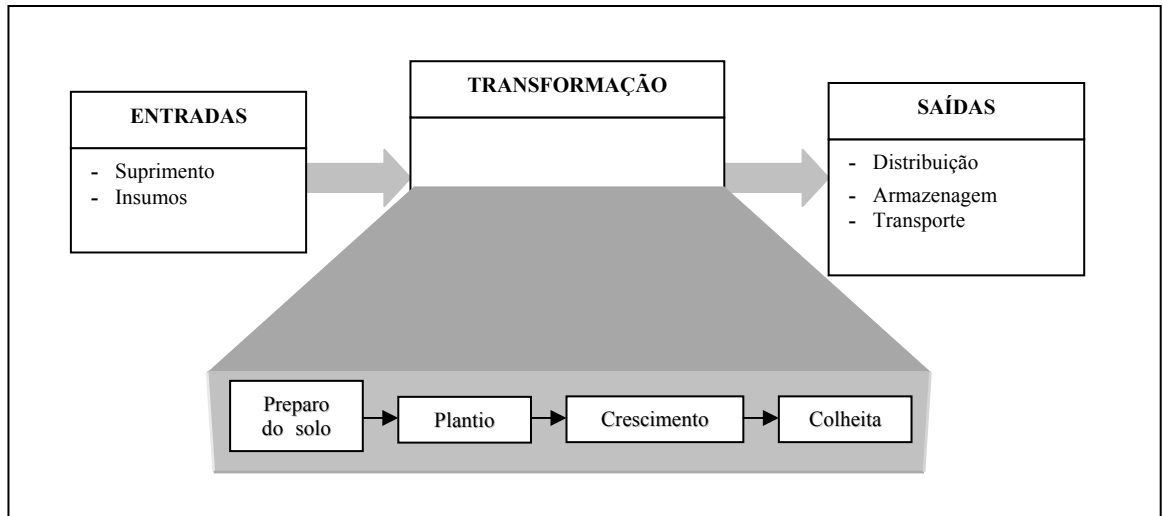 ENTRADAS
- Suprimento
- Insumos
TRANSFORMAÇÃO
SAÍDAS
- Distribuição
- Armazenagem
- Transporte
Preparo
do solo
Plantio
Crescimento
Colheita